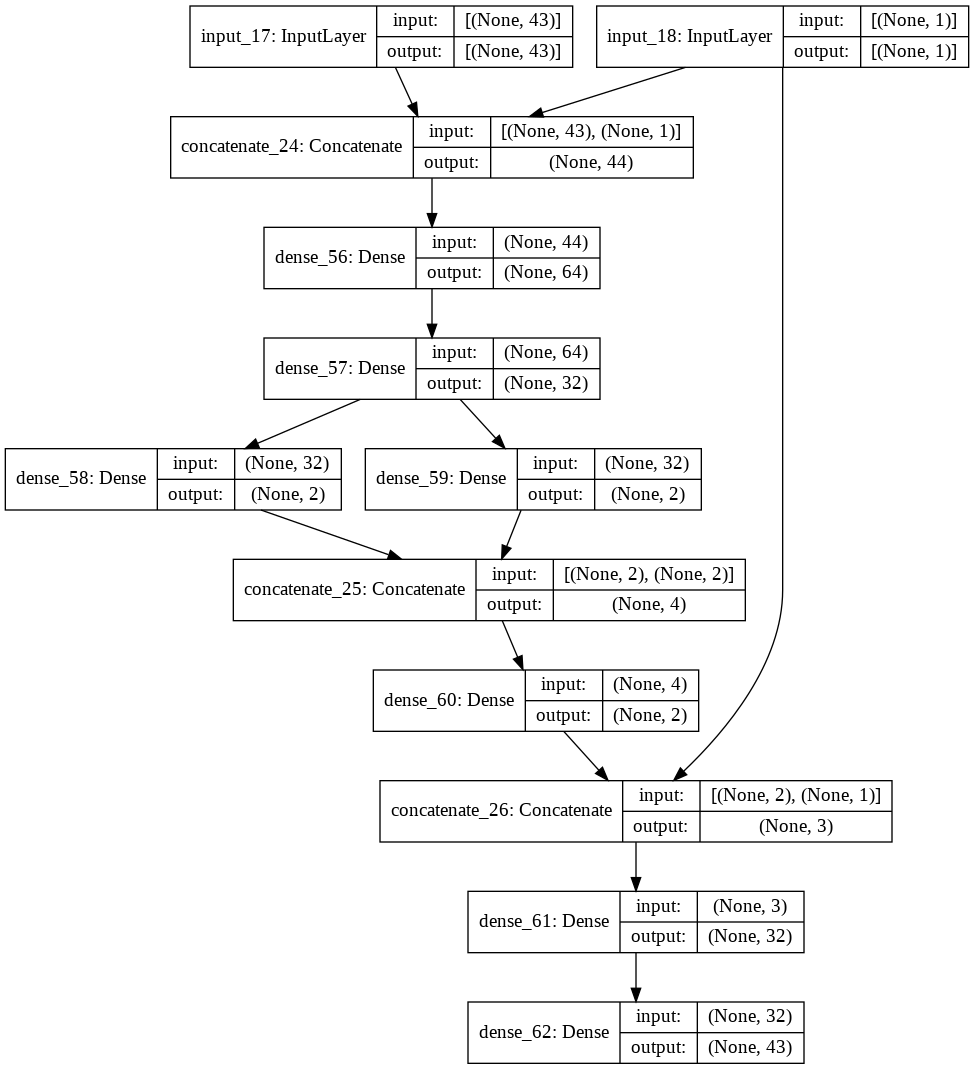 input_17: InputLayer
input: [(None, 43)]
output: [(None, 43)]
input_18: InputLayer
input: [(None, 1)]
output: [(None, 1)]
concatenate_24: Concatenate
input: [(None, 43), (None, 1)]
output: (None, 44)
dense_56: Dense
input: (None, 44)
output: (None, 64)
dense_57: Dense
input: (None, 64)
output: (None, 32)
dense_58: Dense
input: (None, 32)
output: (None, 2)
dense_59: Dense
input: (None, 32)
output: (None, 2)
concatenate_25: Concatenate
input: [(None, 2), (None, 2)]
output: (None, 4)
dense_60: Dense
input: (None, 4)
output: (None, 2)
concatenate_26: Concatenate
input: [(None, 2), (None, 1)]
output: (None, 3)
dense_61: Dense
input: (None, 3)
output: (None, 32)
dense_62: Dense
input: (None, 32)
output: (None, 43)